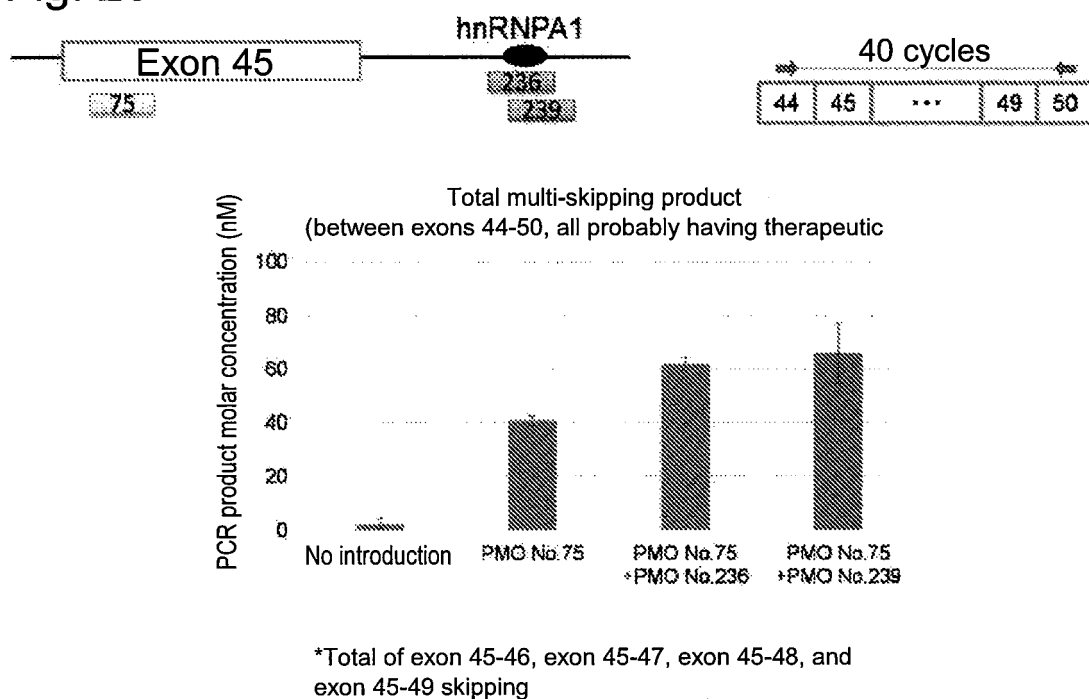 hnRNPA1
Exon 45
75
236
239
40 cycles
44 45 ••• 49 50
Total multi-skipping product
(between exons 44-50, all probably having therapeutic
PCR product molar concentration (nM)
100
80
60
40
20
0
No introduction
PMO No.75
PMO No.75
+PMO No.236
PMO No.75
+PMO No.239
*Total of exon 45-46, exon 45-47, exon 45-48, and
exon 45-49 skipping